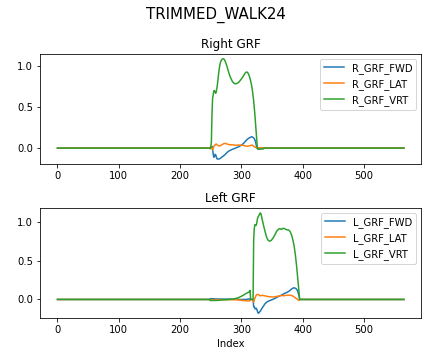 TRIMMED_WALK24
Right GRF
1.0
0.5
0.0
R_GRF_FWD
R_GRF_LAT
R_GRF_VRT
0 100 200 300 400 500
Left GRF
1.0
0.5
0.0
L_GRF_FWD
L_GRF_LAT
L_GRF_VRT
0 100 200 300 400 500
Index